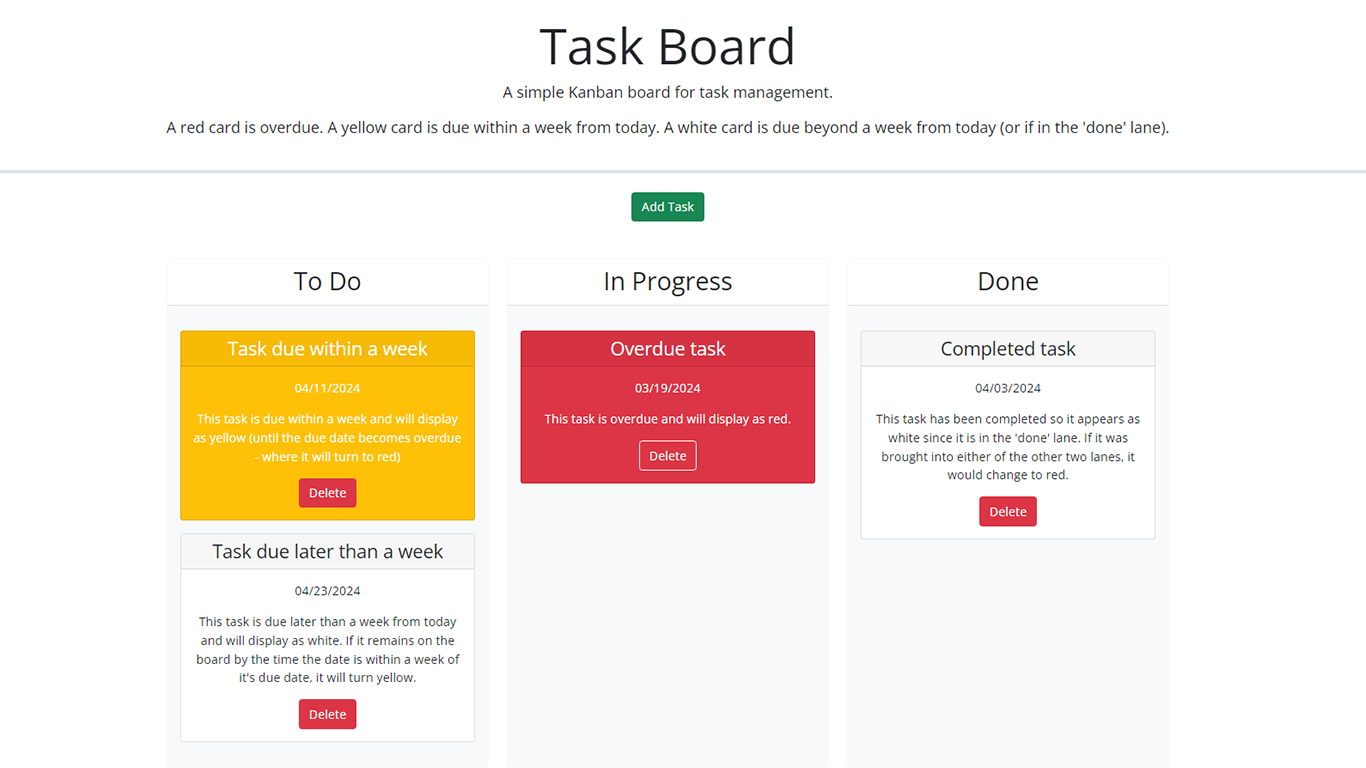 Task Board
A simple Kanban board for task management.
A red card is overdue. A yellow card is due within a week from today. A white card is due beyond a week from today (or if in the 'done' lane).
Add Task
To Do
Task due within a week
04/11/2024
This task is due within a week and will display
as yellow (until the due date becomes overdue
- where it will turn to red)
Delete
Task due later than a week
04/23/2024
This task is due later than a week from today
and will display as white. If it remains on the
board by the time the date is within a week of
it's due date, it will turn yellow.
Delete
In Progress
Overdue task
03/19/2024
This task is overdue and will display as red.
Delete
Done
Completed task
04/03/2024
This task has been completed so it appears as
white since it is in the 'done' lane. If it was
brought into either of the other two lanes, it
would change to red.
Delete